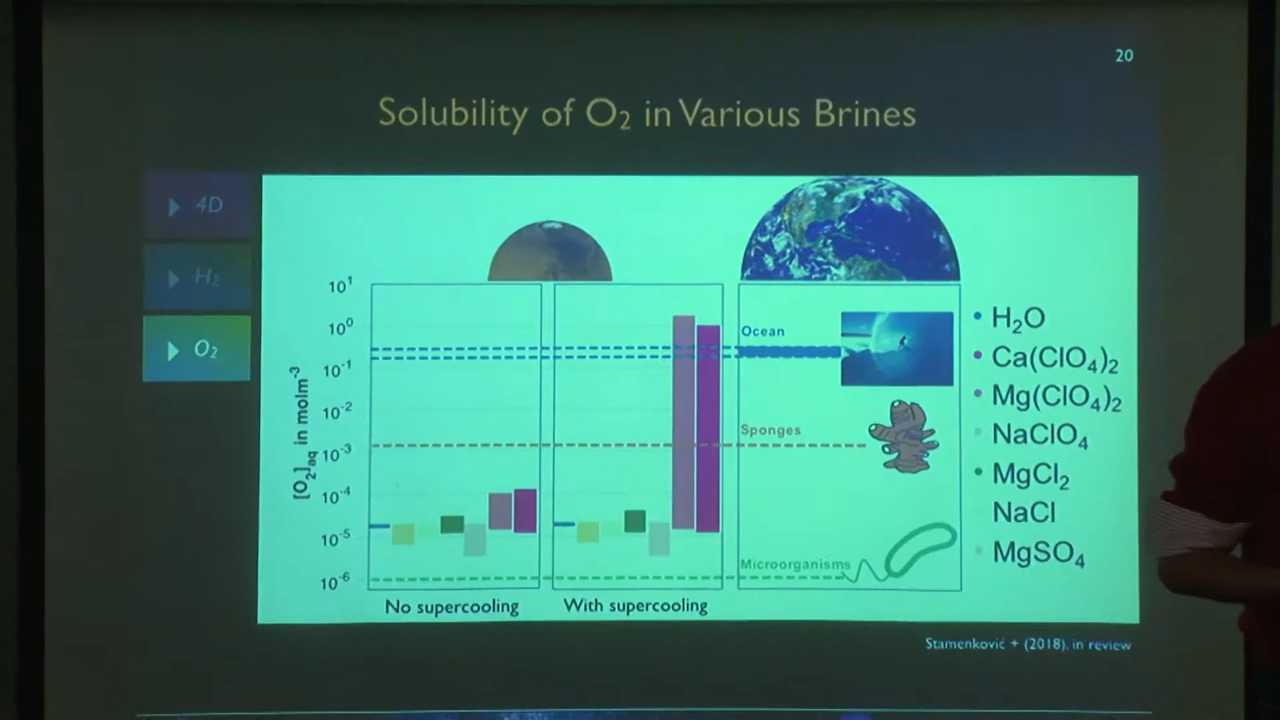 20
Solubility of O₂ in Various Brines
4D
H₂
O₂
10¹
10⁰
10⁻¹
10⁻²
10⁻³
10⁻⁴
10⁻⁵
10⁻⁶
[O₂]aq in molm⁻³
Ocean
Sponges
Microorganisms
No supercooling
With supercooling
H₂O
Ca(ClO₄)₂
Mg(ClO₄)₂
NaClO₄
MgCl₂
NaCl
MgSO₄
Stamenković + (2018), in review